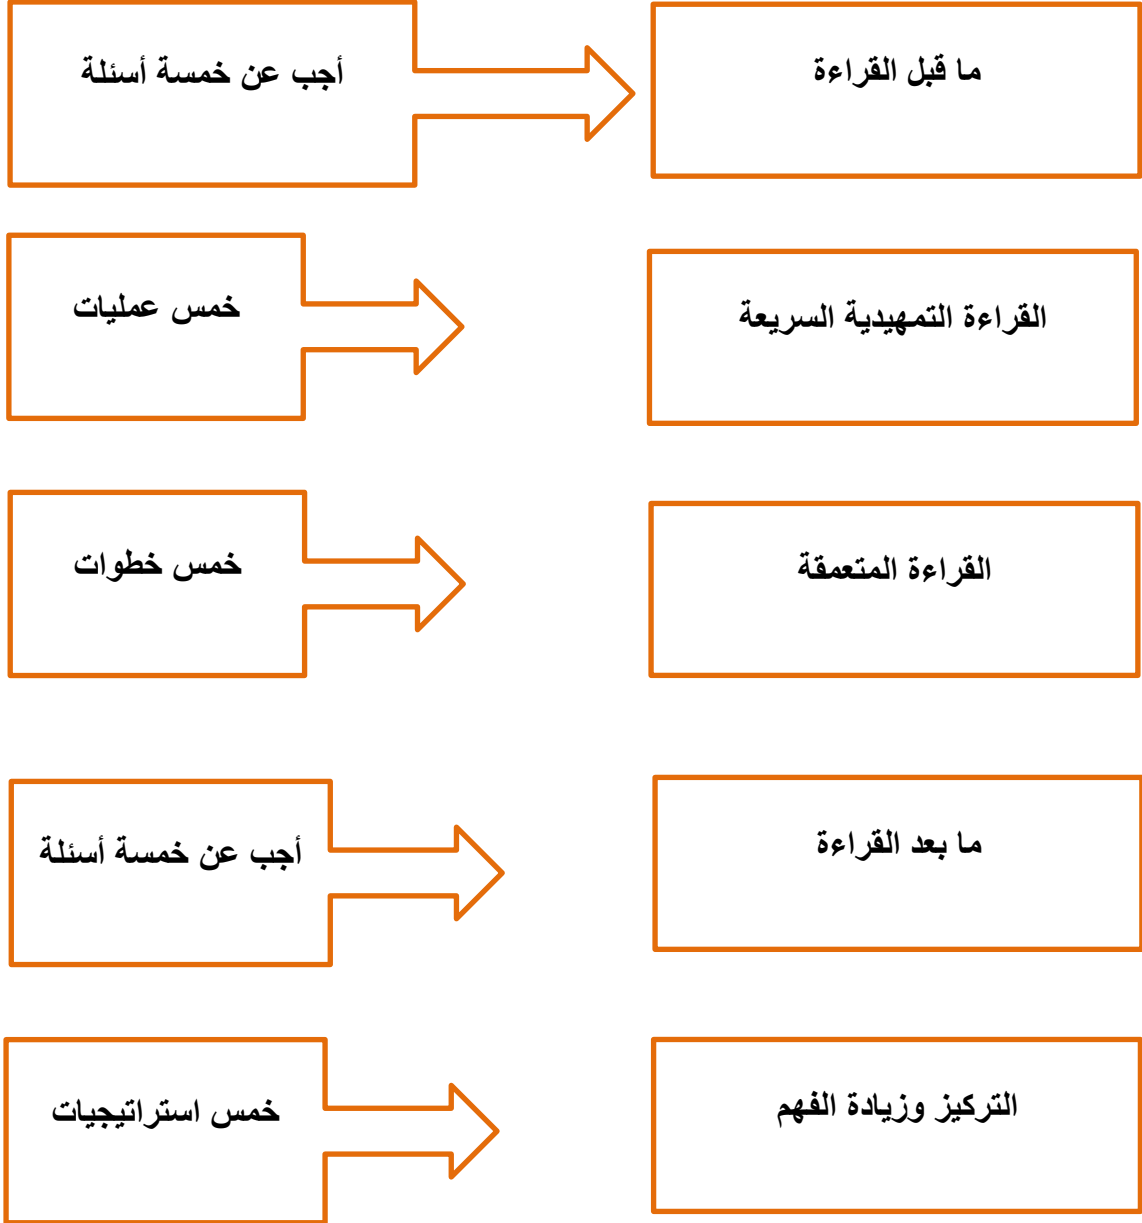 ما قبل القراءة
أجب عن خمسة أسئلة
القراءة التمهيدية السريعة
خمس عمليات
القراءة المتعمقة
خمس خطوات
ما بعد القراءة
أجب عن خمسة أسئلة
التركيز وزيادة الفهم
خمس استراتيجيات